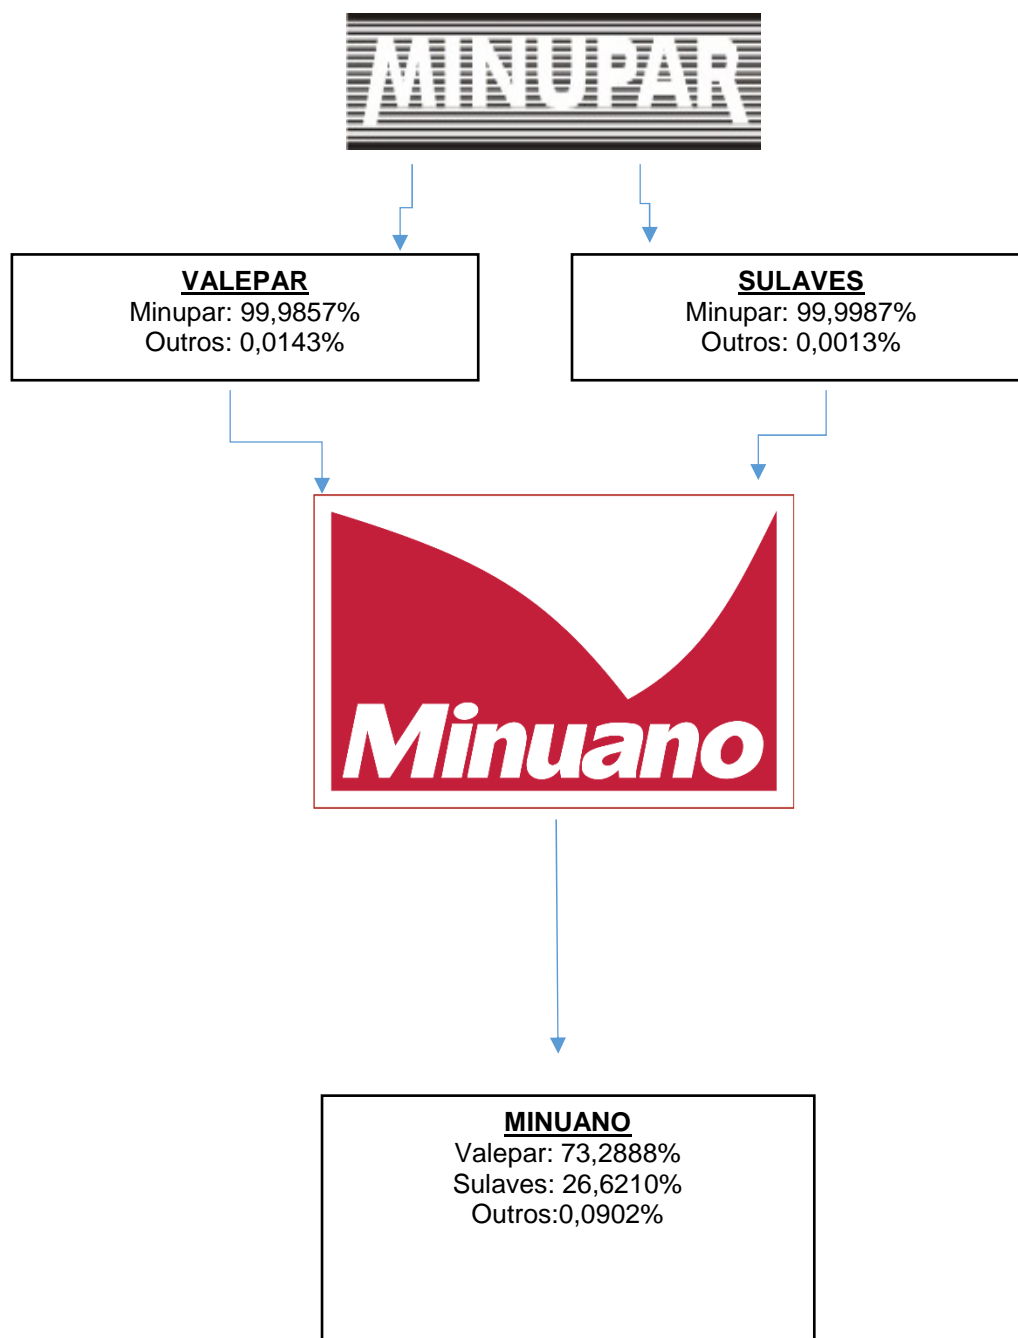 MINUPAR
VALEPAR
Minupar: 99,9857%
Outros: 0,0143%
SULAVES
Minupar: 99,9987%
Outros: 0,0013%
Minuano
MINUANO
Valepar: 73,2888%
Sulaves: 26,6210%
Outros:0,0902%